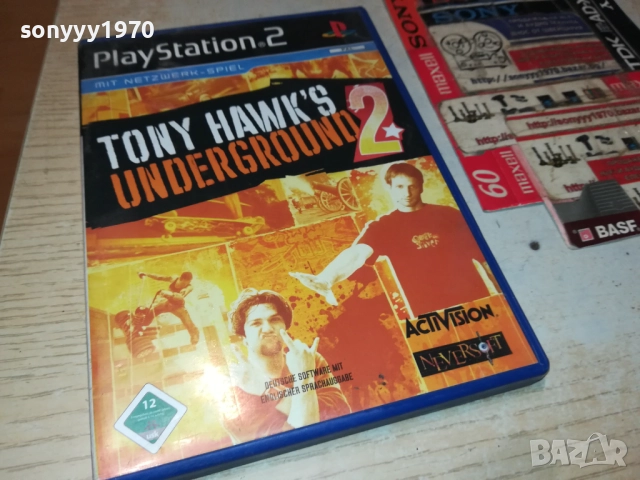 sonyyy1970
PlayStation®2
MIT NETZWERK-SPIEL
TONY HAWK'S
UNDERGROUND 2
ACTIVISION
NEVERSOFT
DEUTSCHE SOFTWARE MIT
ENGLISCHER SPRACHAUSGABE
12
SONY
maxell
60 maxell
BASF
BAZAR